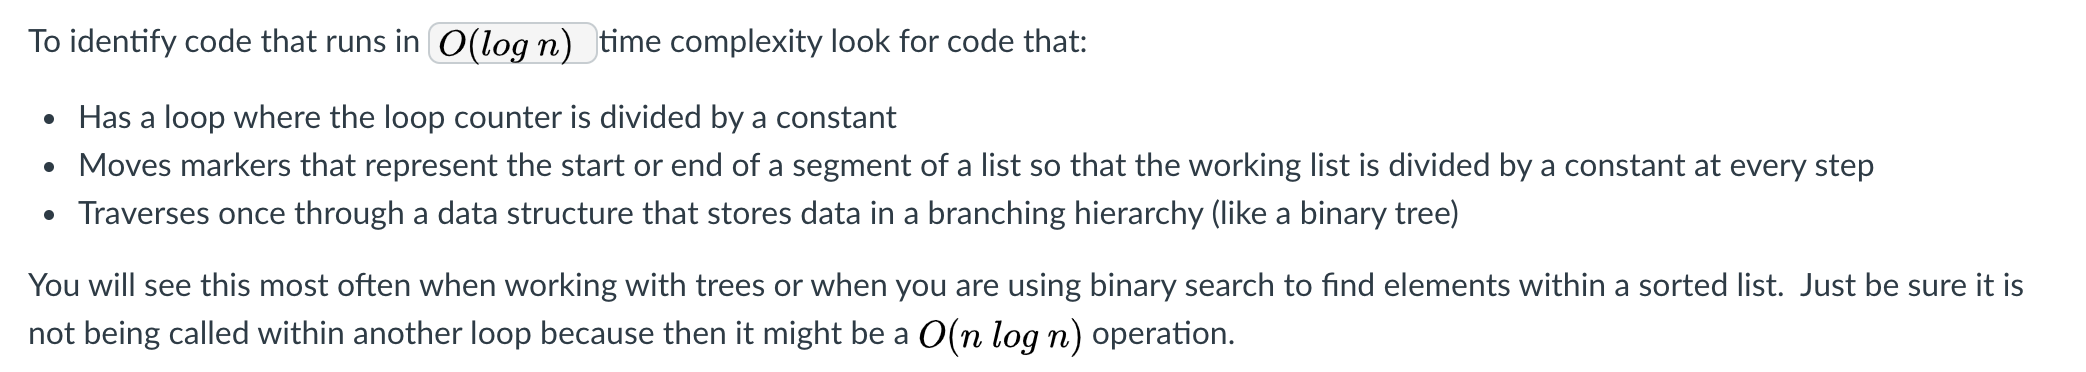 To identify code that runs in O(log n) time complexity look for code that:
• Has a loop where the loop counter is divided by a constant
• Moves markers that represent the start or end of a segment of a list so that the working list is divided by a constant at every step
• Traverses once through a data structure that stores data in a branching hierarchy (like a binary tree)
You will see this most often when working with trees or when you are using binary search to find elements within a sorted list.  Just be sure it is
not being called within another loop because then it might be a O(n log n) operation.